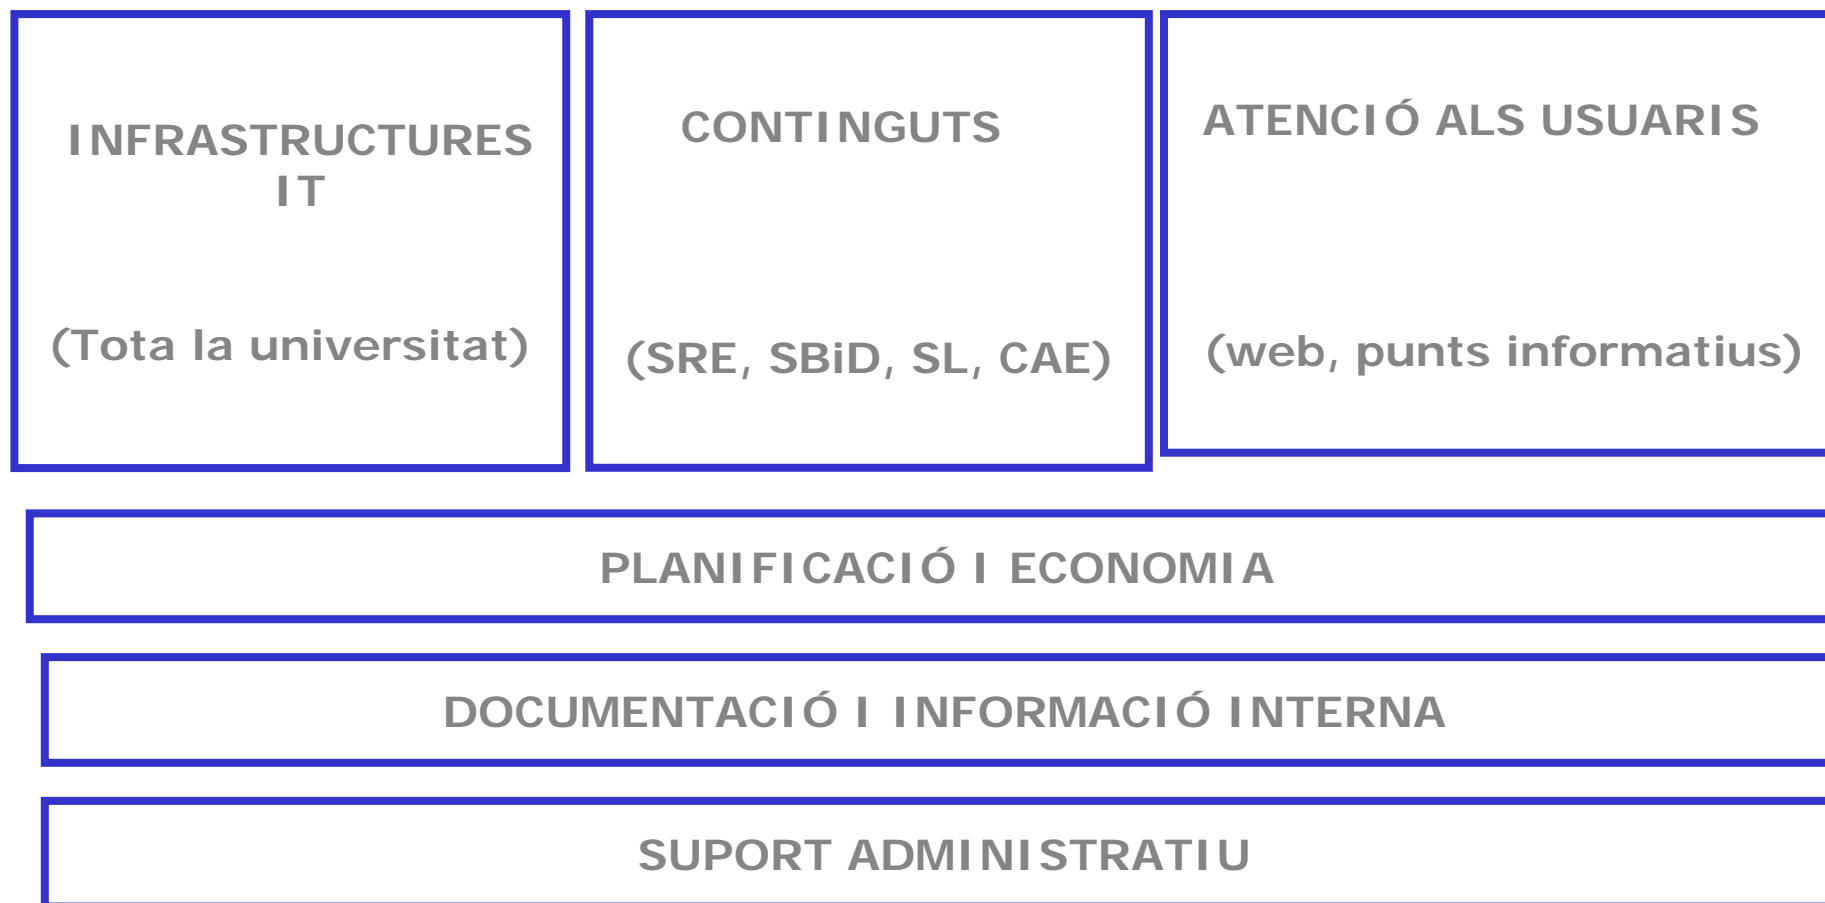 INFRASTRUCTURES
IT
(Tota la universitat)
CONTINGUTS
(SRE, SBiD, SL, CAE)
ATENCIÓ ALS USUARIS
(web, punts informatius)
PLANIFICACIÓ I ECONOMIA
DOCUMENTACIÓ I INFORMACIÓ INTERNA
SUPORT ADMINISTRATIU